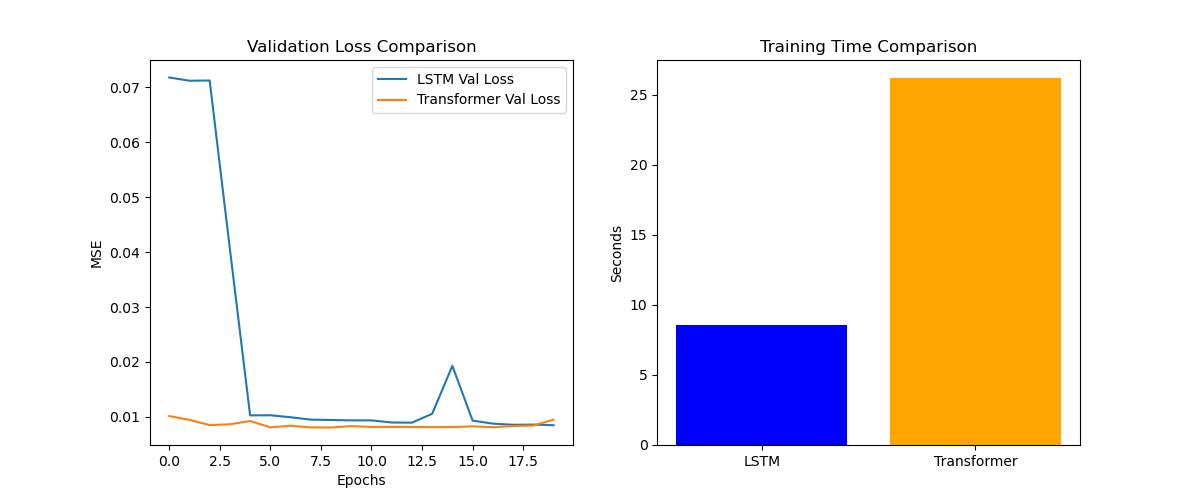 Validation Loss Comparison
LSTM Val Loss
Transformer Val Loss
0.07
0.06
0.05
0.04
0.03
0.02
0.01
MSE
0.0 2.5 5.0 7.5 10.0 12.5 15.0 17.5
Epochs
Training Time Comparison
25
20
15
10
5
0
Seconds
LSTM Transformer